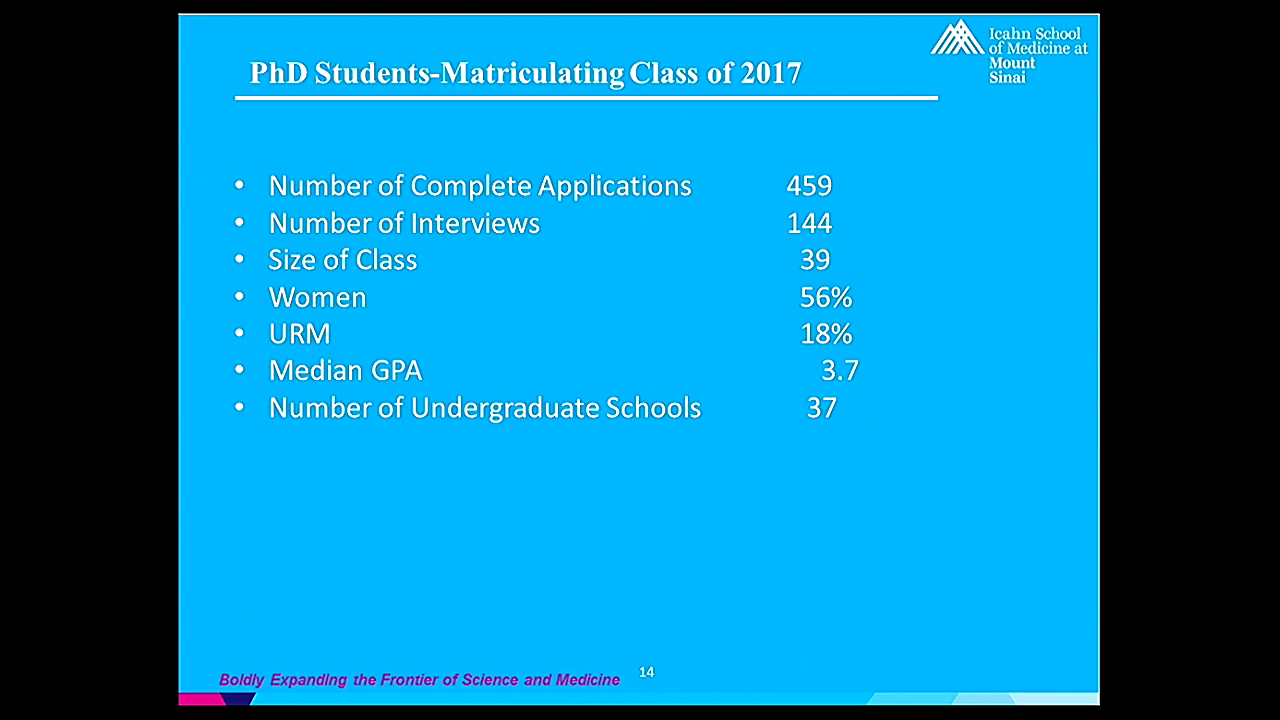 Icahn School
of Medicine at
Mount
Sinai
PhD Students-Matriculating Class of 2017
• Number of Complete Applications 459
• Number of Interviews 144
• Size of Class 39
• Women 56%
• URM 18%
• Median GPA 3.7
• Number of Undergraduate Schools 37
Boldly Expanding the Frontier of Science and Medicine
14